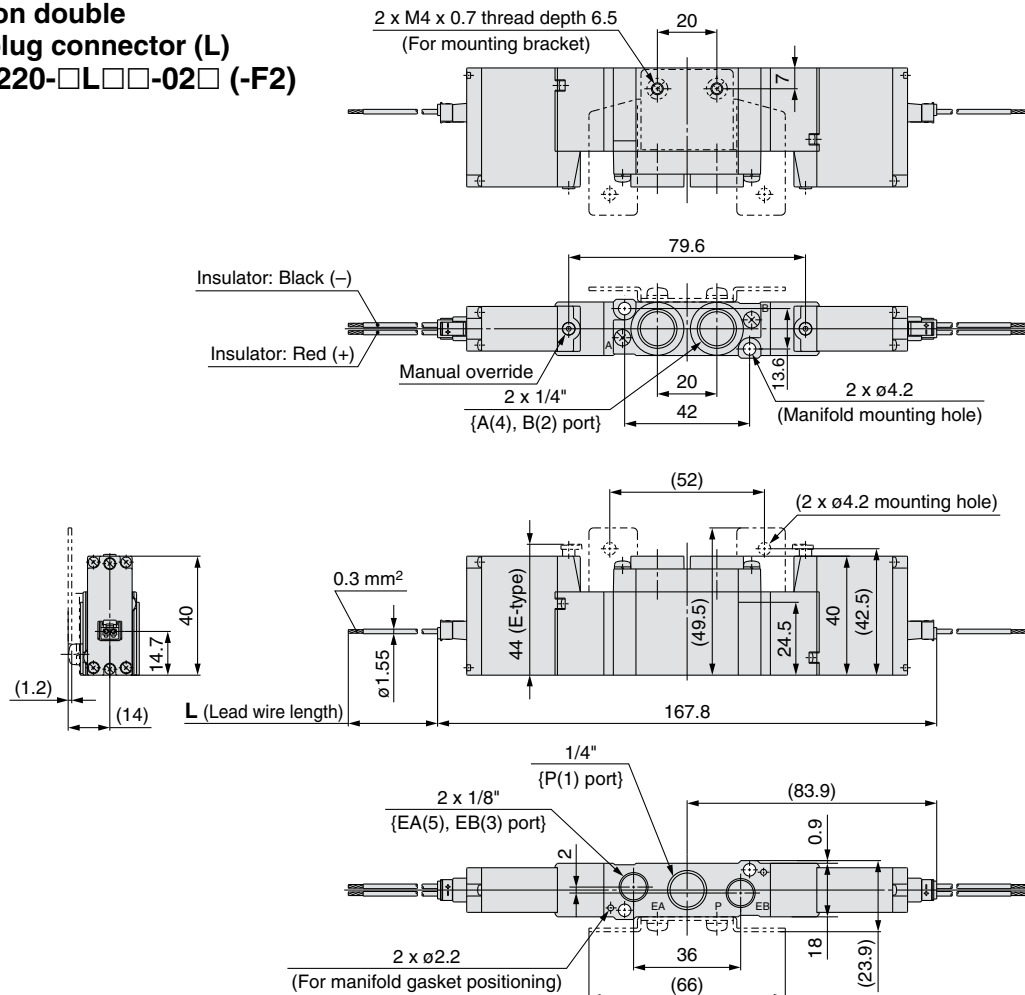 on double
plug connector (L)
220-□L□□-02□ (-F2)
2 x M4 x 0.7 thread depth 6.5
(For mounting bracket)
20
7
79.6
Insulator: Black (–)
Insulator: Red (+)
Manual override
A
B
2 x 1/4"
{A(4), B(2) port}
20
42
13.6
2 x ø4.2
(Manifold mounting hole)
(52)
(2 x ø4.2 mounting hole)
0.3 mm²
40
14.7
(1.2)
(14)
ø1.55
44 (E-type)
(49.5)
24.5
40
(42.5)
L (Lead wire length)
167.8
1/4"
{P(1) port}
2 x 1/8"
{EA(5), EB(3) port}
(83.9)
0.9
2
EA
P
EB
2 x ø2.2
(For manifold gasket positioning)
36
(66)
18
(23.9)